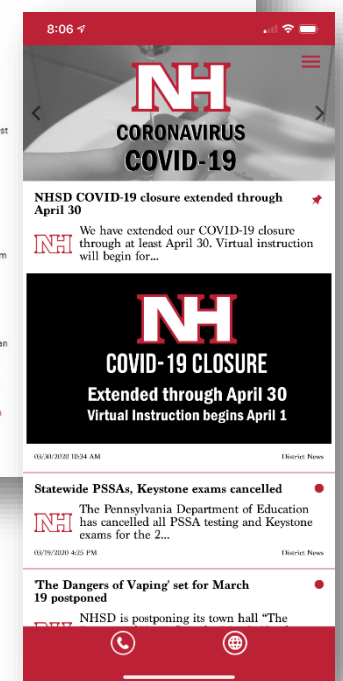 8:06
NH
CORONAVIRUS
COVID-19
NHSD COVID-19 closure extended through
April 30
NH
We have extended our COVID-19 closure
through at least April 30. Virtual instruction
will begin for...
NH
COVID-19 CLOSURE
Extended through April 30
Virtual Instruction begins April 1
03/30/2020 10:34 AM
District News
Statewide PSSAs, Keystone exams cancelled
NH
The Pennsylvania Department of Education
has cancelled all PSSA testing and Keystone
exams for the 2...
03/19/2020 4:25 PM
District News
'The Dangers of Vaping' set for March
19 postponed
NHSD is postponing its town hall "The